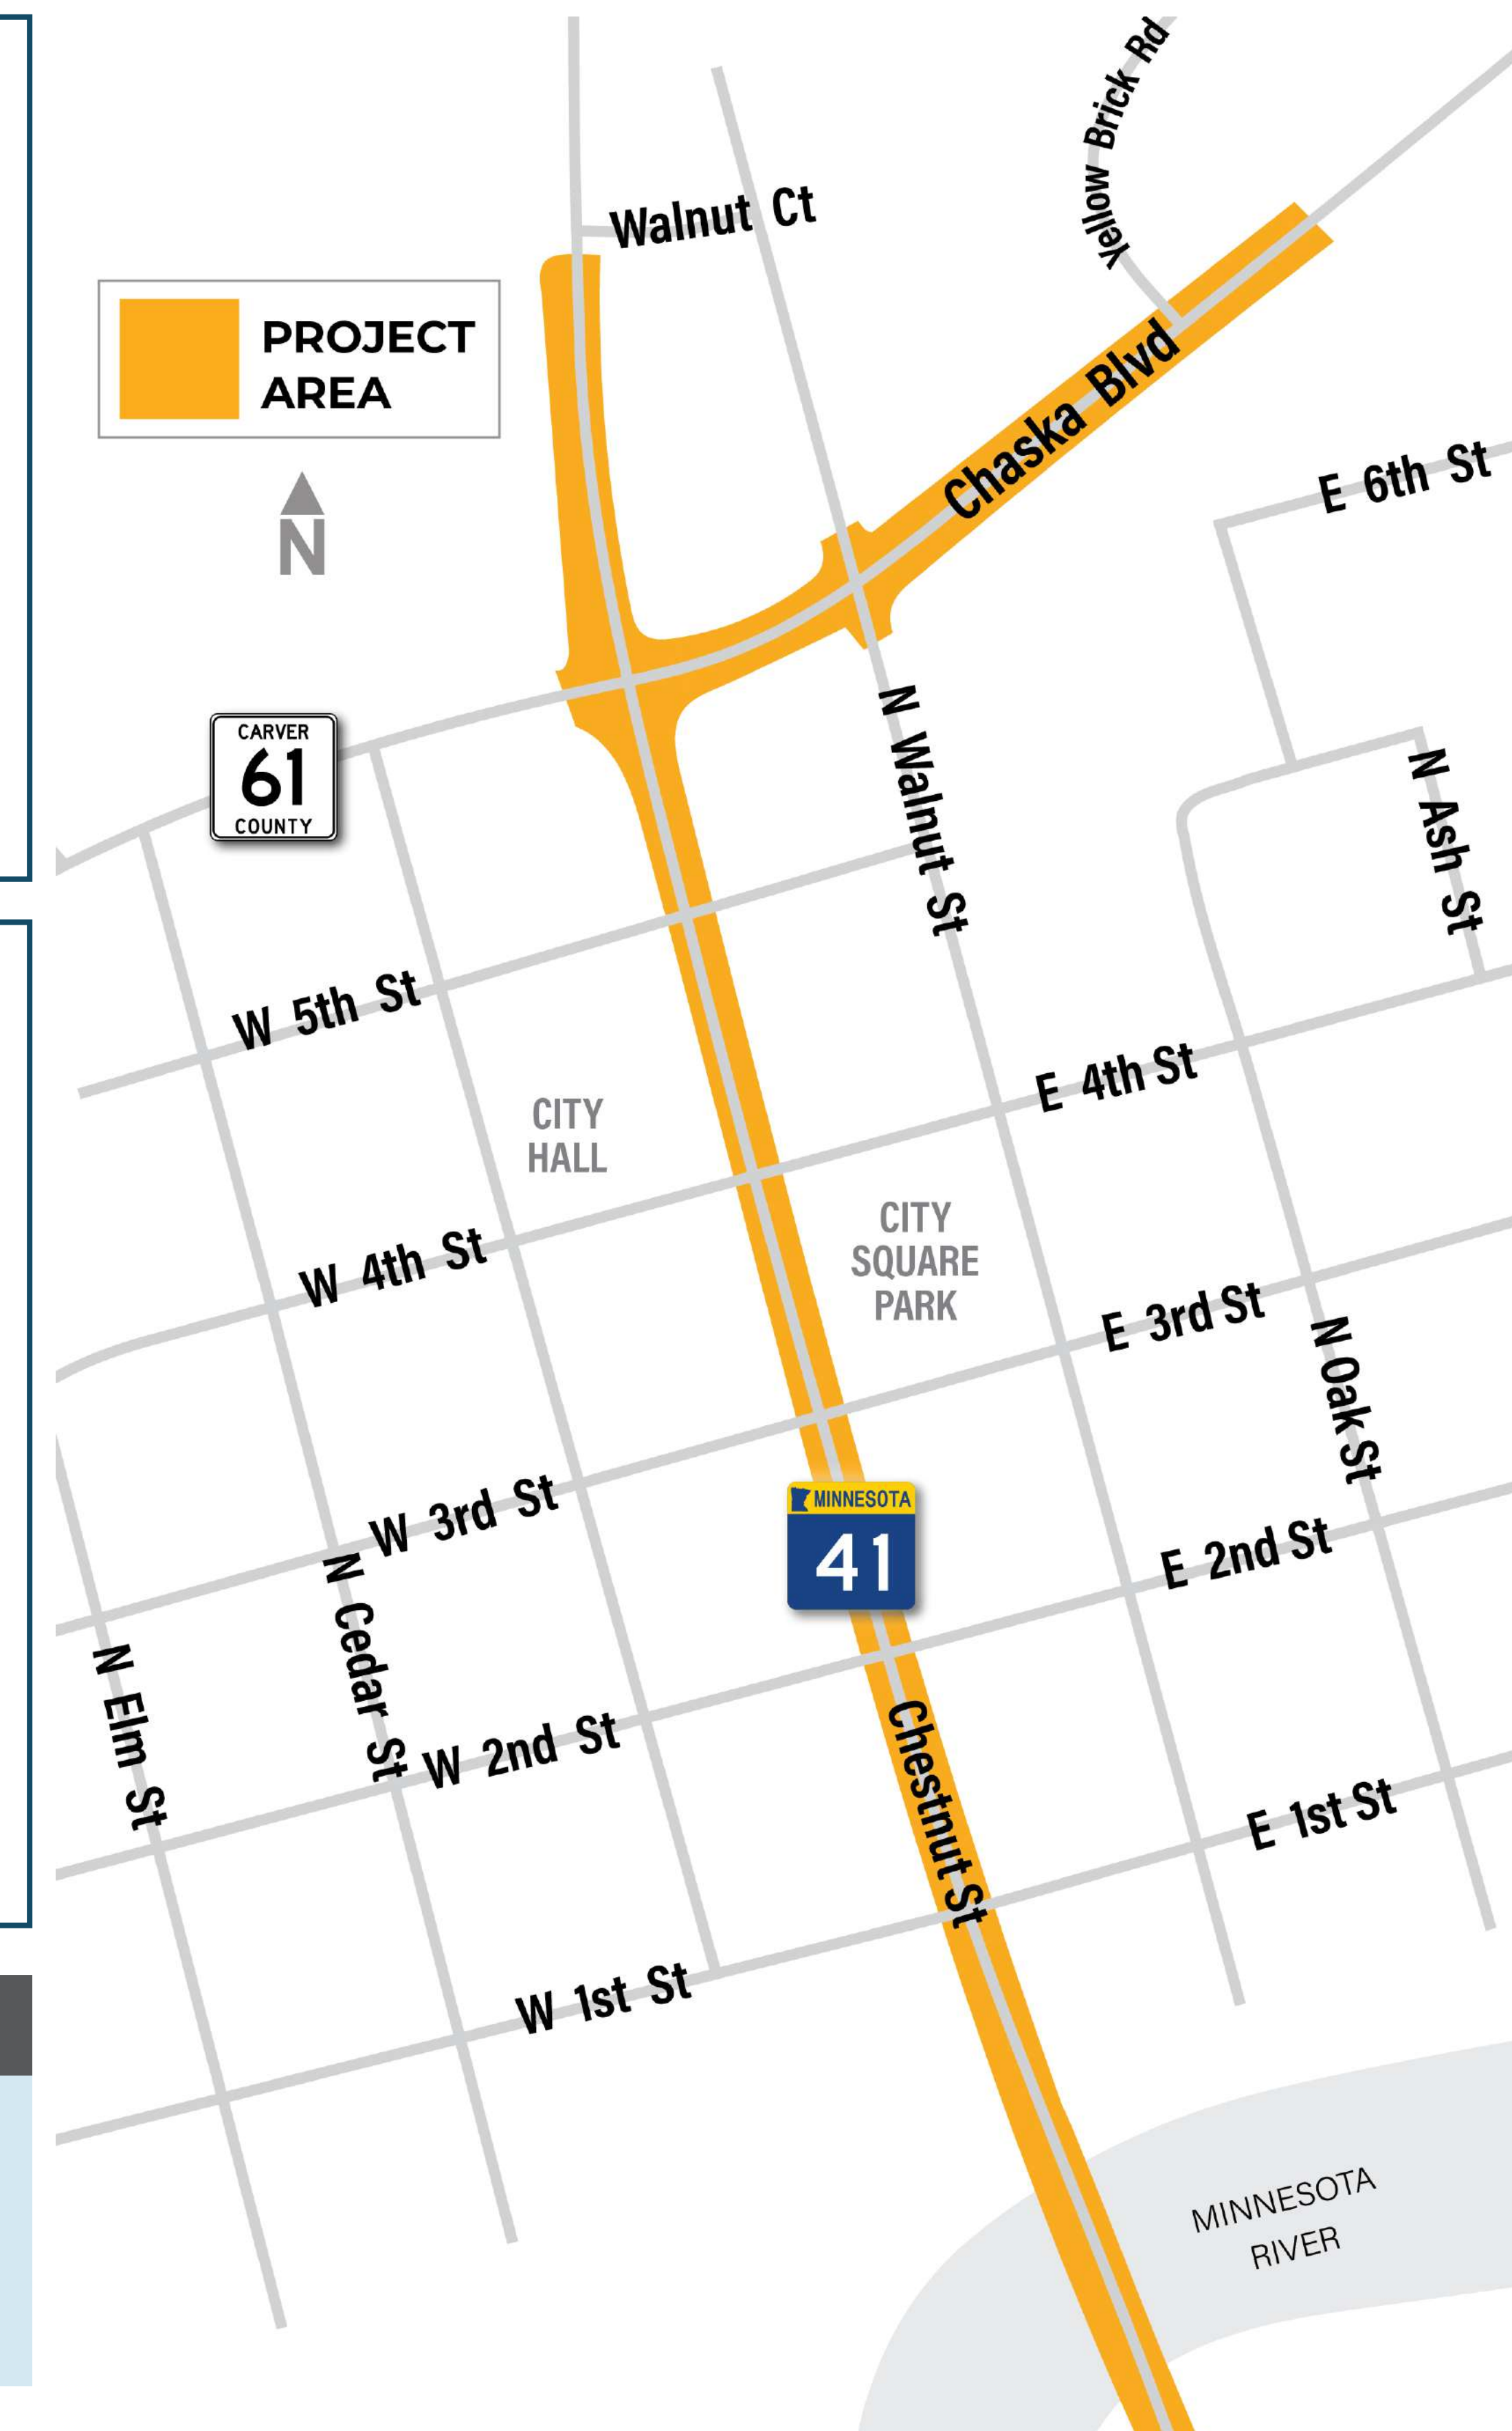 Yellow Brick Rd
Walnut Ct
PROJECT
AREA
N
Chaska Blvd
E 6th St
CARVER
61
COUNTY
N Walnut St
N Ash St
W 5th St
E 4th St
CITY
HALL
CITY
SQUARE
PARK
W 4th St
E 3rd St
N Oak St
MINNESOTA
41
W 3rd St
E 2nd St
N Cedar St
N Elm St
W 2nd St
Chestnut St
E 1st St
W 1st St
MINNESOTA
RIVER